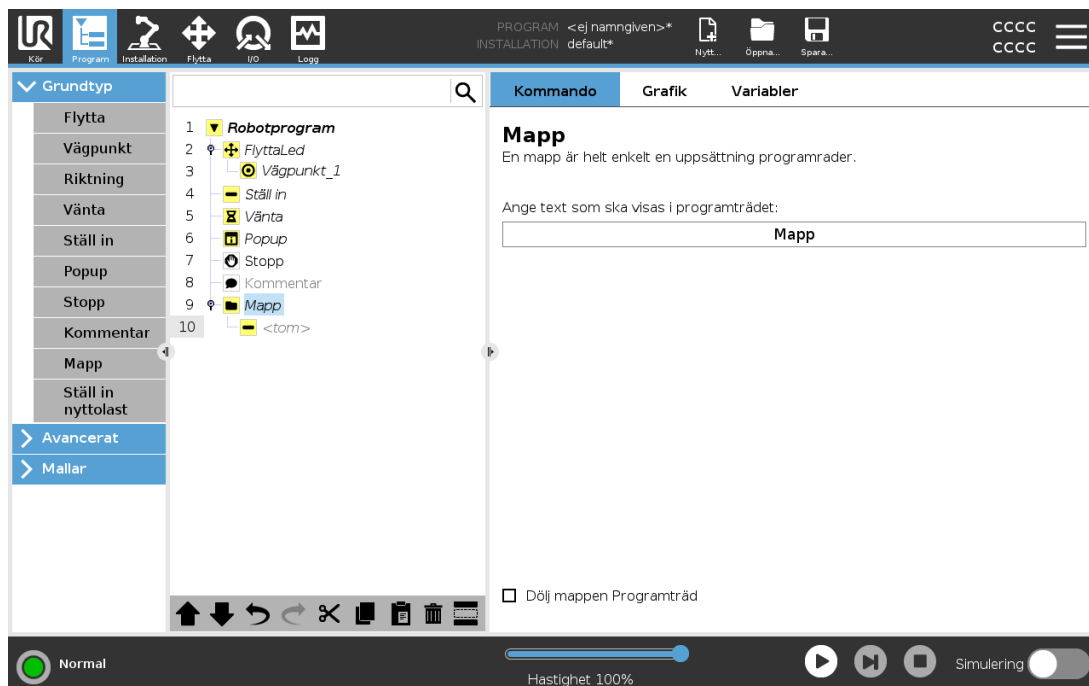 UR
PROGRAM <ej namngiven>*
INSTALLATION default*
CCCC
CCCC
Kör
Program
Installation
Flytta
I/O
Logg
Nytt...
Öppna...
Spara...
Grundtyp
Flytta
Vägpunkt
Riktning
Vänta
Ställ in
Popup
Stopp
Kommentar
Mapp
Ställ in
nyttolast
Avancerat
Mallar
1 Robotprogram
2 FlyttaLed
3 Vägpunkt_1
4 Ställ in
5 Vänta
6 Popup
7 Stopp
8 Kommentar
9 Mapp
10 <tom>
Kommando Grafik Variabler
Mapp
En mapp är helt enkelt en uppsättning programrader.
Ange text som ska visas i programträdet:
Mapp
Dölj mappen Programträd
Normal
Hastighet 100%
Simulering